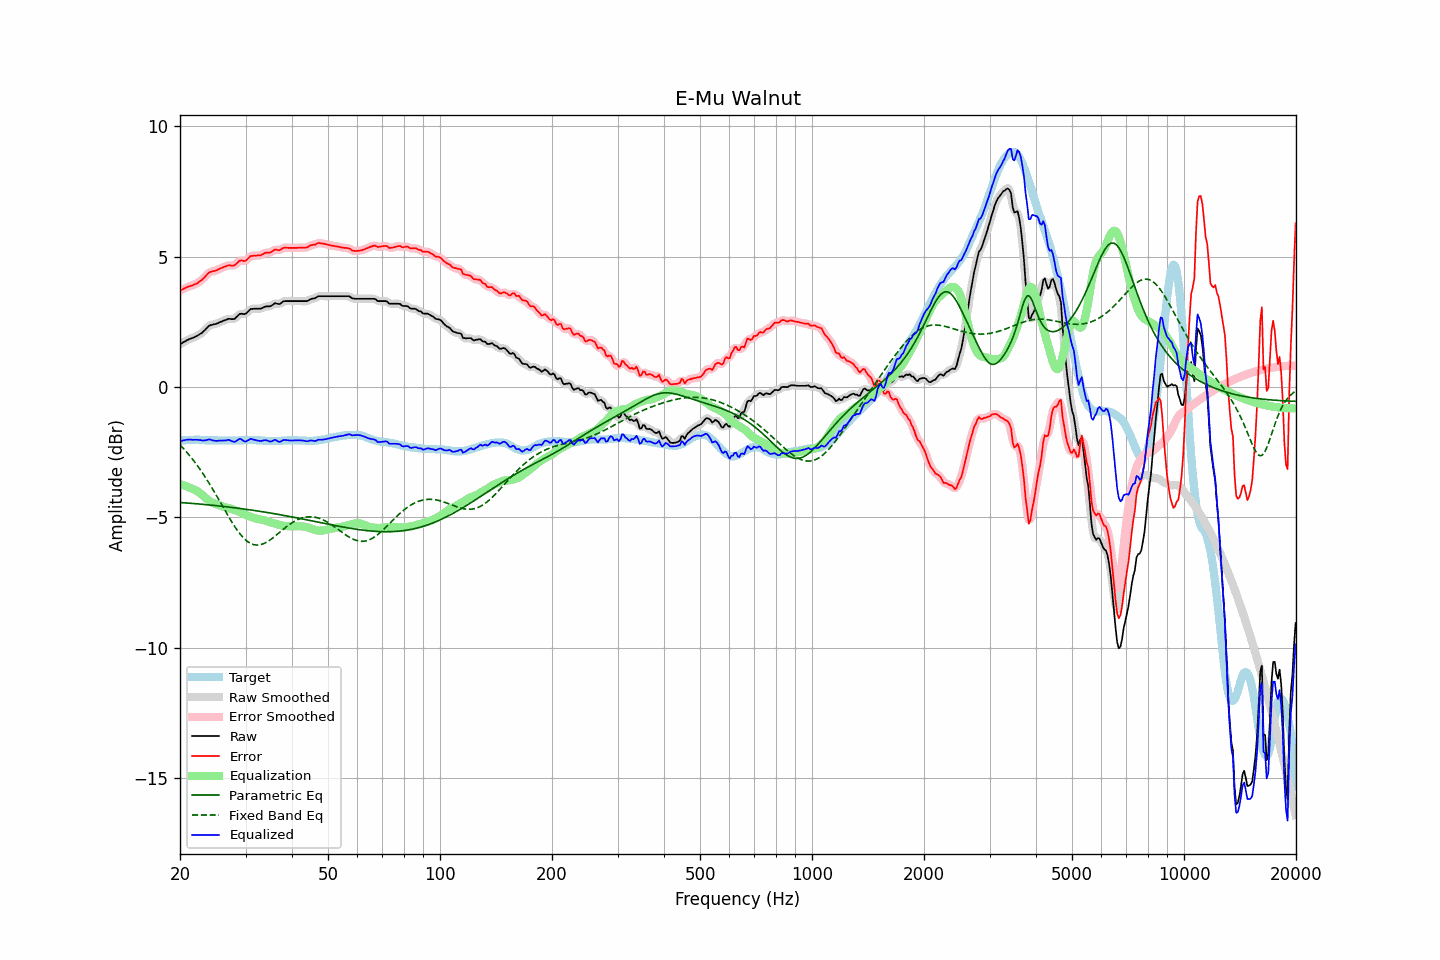 E-Mu Walnut
Amplitude (dBr)
10
5
0
−5
−10
−15
Target
Raw Smoothed
Error Smoothed
Raw
Error
Equalization
Parametric Eq
Fixed Band Eq
Equalized
20 50 100 200 500 1000 2000 5000 10000 20000
Frequency (Hz)